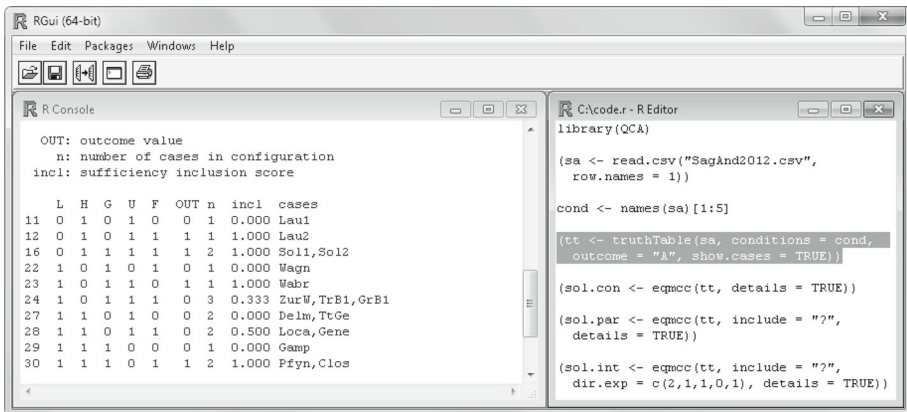 RGui (64-bit)
File Edit Packages Windows Help
R Console
OUT: outcome value
n: number of cases in configuration
incl: sufficiency inclusion score
L H G U F OUT n incl cases
11 0 1 0 1 0 0 1 0.000 Lau1
12 0 1 0 1 1 1 1 1.000 Lau2
16 0 1 1 1 1 1 2 1.000 Sol1,Sol2
22 1 0 1 0 1 0 1 0.000 Wagn
23 1 0 1 1 0 1 1 1.000 Wabr
24 1 0 1 1 1 0 3 0.333 ZurW,TrB1,GrB1
27 1 1 0 1 0 0 2 0.000 Delm,TtGe
28 1 1 0 1 1 0 2 0.500 Loca,Gene
29 1 1 1 0 0 0 1 0.000 Gamp
30 1 1 1 0 1 1 2 1.000 Pfyn,Clos
C:\code.r - R Editor
library(QCA)
(sa <- read.csv("SagAnd2012.csv",
row.names = 1))
cond <- names(sa)[1:5]
(tt <- truthTable(sa, conditions = cond,
outcome = "A", show.cases = TRUE))
(sol.con <- eqmcc(tt, details = TRUE))
(sol.par <- eqmcc(tt, include = "?",
details = TRUE))
(sol.int <- eqmcc(tt, include = "?",
dir.exp = c(2,1,1,0,1), details = TRUE))